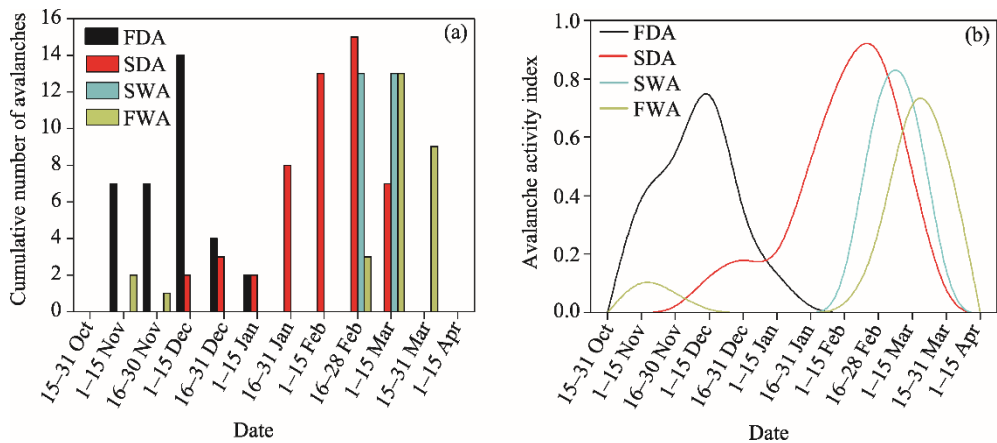 (a)
FDA
SDA
SWA
FWA
Cumulative number of avalanches
16
14
12
10
8
6
4
2
0
15–31 Oct
1–15 Nov
16–30 Nov
1–15 Dec
16–31 Dec
1–15 Jan
16–31 Jan
1–15 Feb
16–28 Feb
1–15 Mar
15–31 Mar
1–15 Apr
Date
(b)
FDA
SDA
SWA
FWA
Avalanche activity index
1.0
0.8
0.6
0.4
0.2
0.0
15–31 Oct
1–15 Nov
16–30 Nov
1–15 Dec
16–31 Dec
1–15 Jan
16–31 Jan
1–15 Feb
16–28 Feb
1–15 Mar
15–31 Mar
1–15 Apr
Date